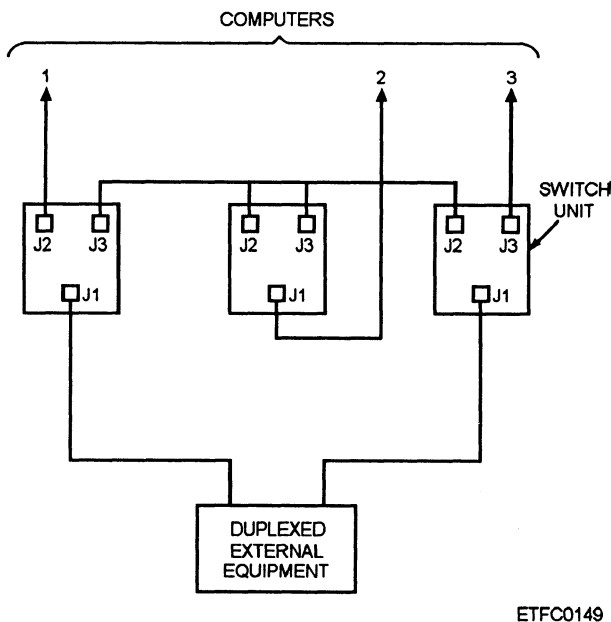 COMPUTERS
1 2 3
SWITCH
UNIT
J2 J3 J2 J3 J2 J3
J1 J1 J1
DUPLEXED
EXTERNAL
EQUIPMENT
ETFC0149